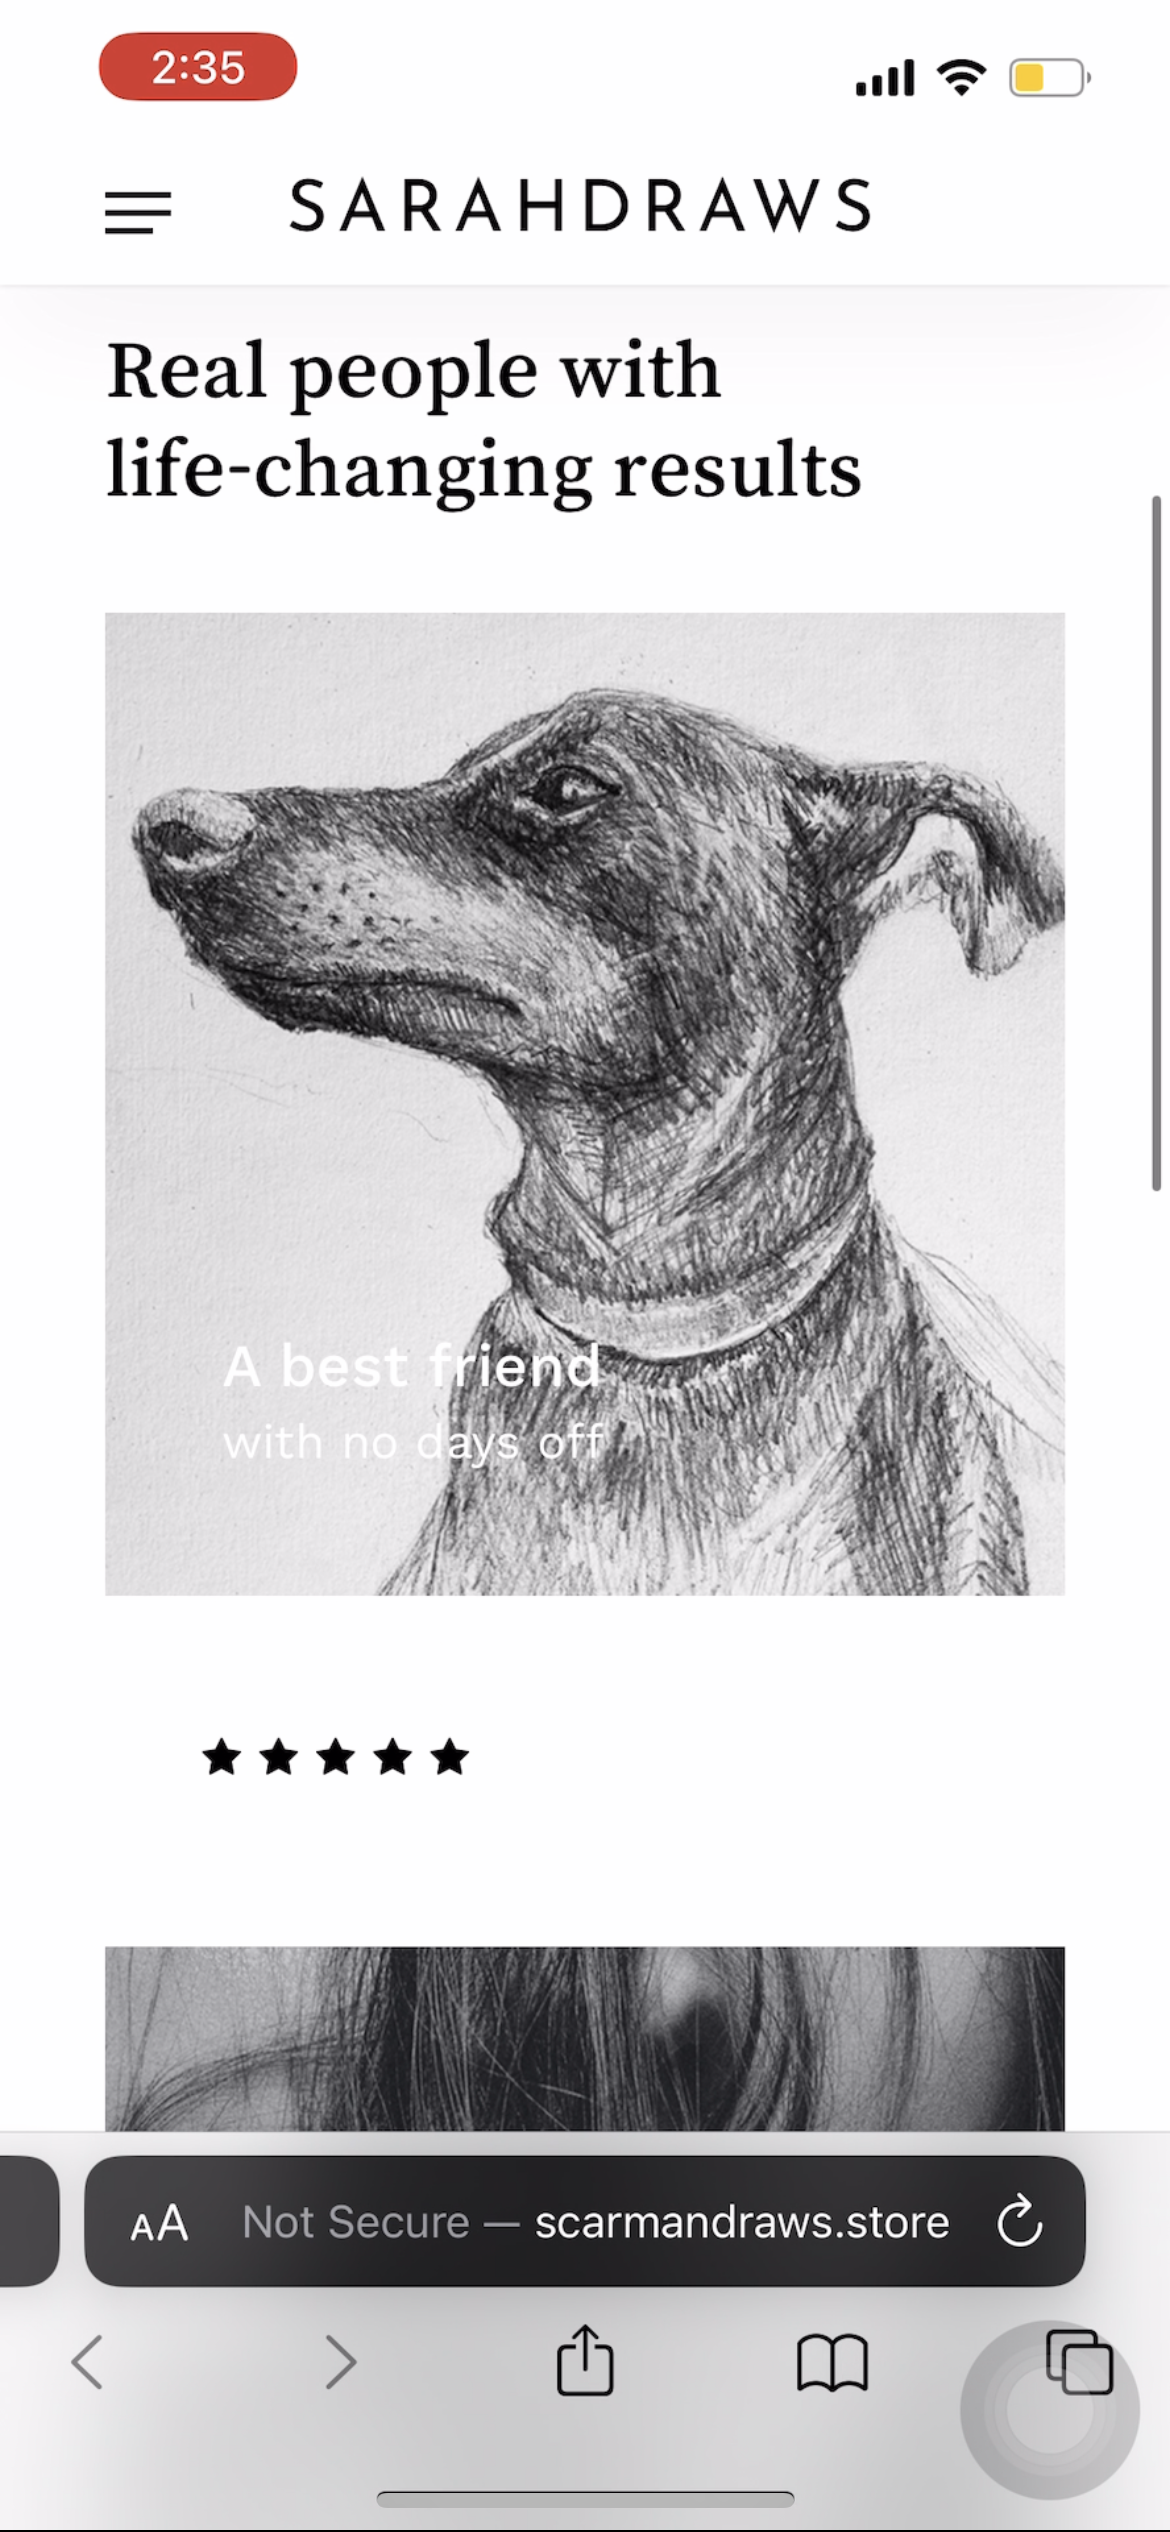 2:35
SARAHDRAWS
Real people with
life-changing results
A best friend
with no days off
AA Not Secure — scarmandraws.store